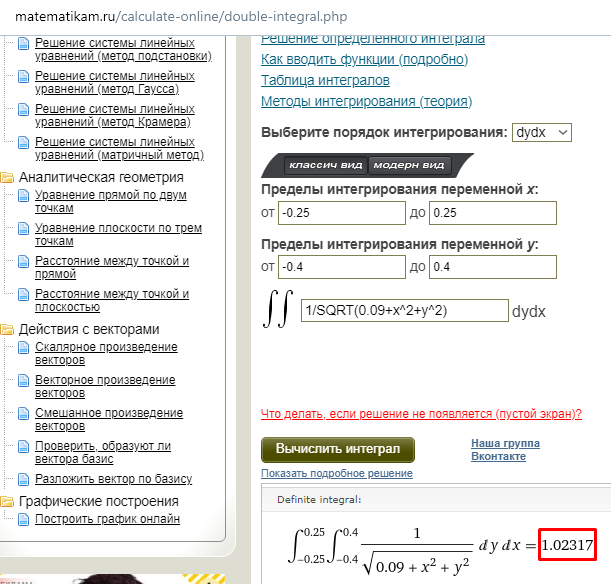 matematikam.ru/calculate-online/double-integral.php
Решение системы линейных
уравнений (метод подстановки)
Решение системы линейных
уравнений (метод Гаусса)
Решение системы линейных
уравнений (метод Крамера)
Решение системы линейных
уравнений (матричный метод)
Аналитическая геометрия
Уравнение прямой по двум
точкам
Уравнение плоскости по трем
точкам
Расстояние между точкой и
прямой
Расстояние между точкой и
плоскостью
Действия с векторами
Скалярное произведение
векторов
Векторное произведение
векторов
Смешанное произведение
векторов
Проверить, образуют ли
вектора базис
Разложить вектор по базису
Графические построения
Построить график онлайн
Решение определенного интеграла
Как вводить функции (подробно)
Таблица интегралов
Методы интегрирования (теория)
Выберите порядок интегрирования: dydx
классич вид модерн вид
Пределы интегрирования переменной x:
от -0.25 до 0.25
Пределы интегрирования переменной y:
от -0.4 до 0.4
∫∫ 1/SQRT(0.09+x^2+y^2) dydx
Что делать, если решение не появляется (пустой экран)?
Вычислить интеграл
Наша группа
Вконтакте
Показать подробное решение
Definite integral:
∫_{-0.25}^{0.25} ∫_{-0.4}^{0.4} 1/√(0.09 + x² + y²) dy dx = 1.02317